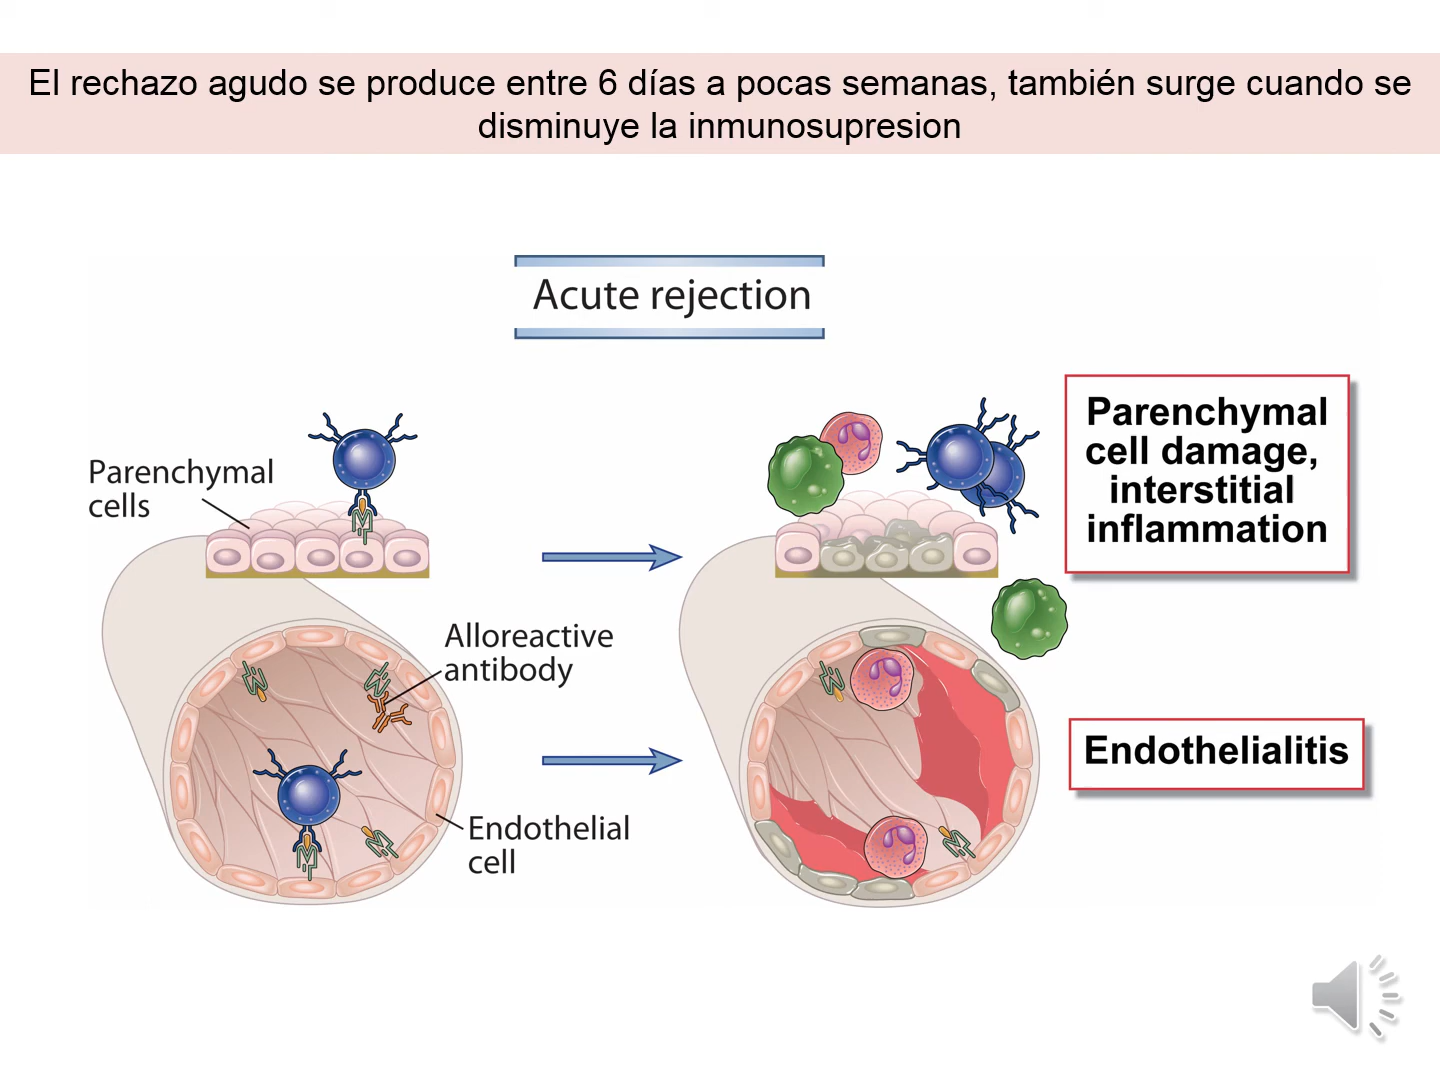 El rechazo agudo se produce entre 6 días a pocas semanas, también surge cuando se
disminuye la inmunosupresion
Acute rejection
Parenchymal
cells
Parenchymal
cell damage,
interstitial
inflammation
Alloreactive
antibody
Endothelialitis
Endothelial
cell